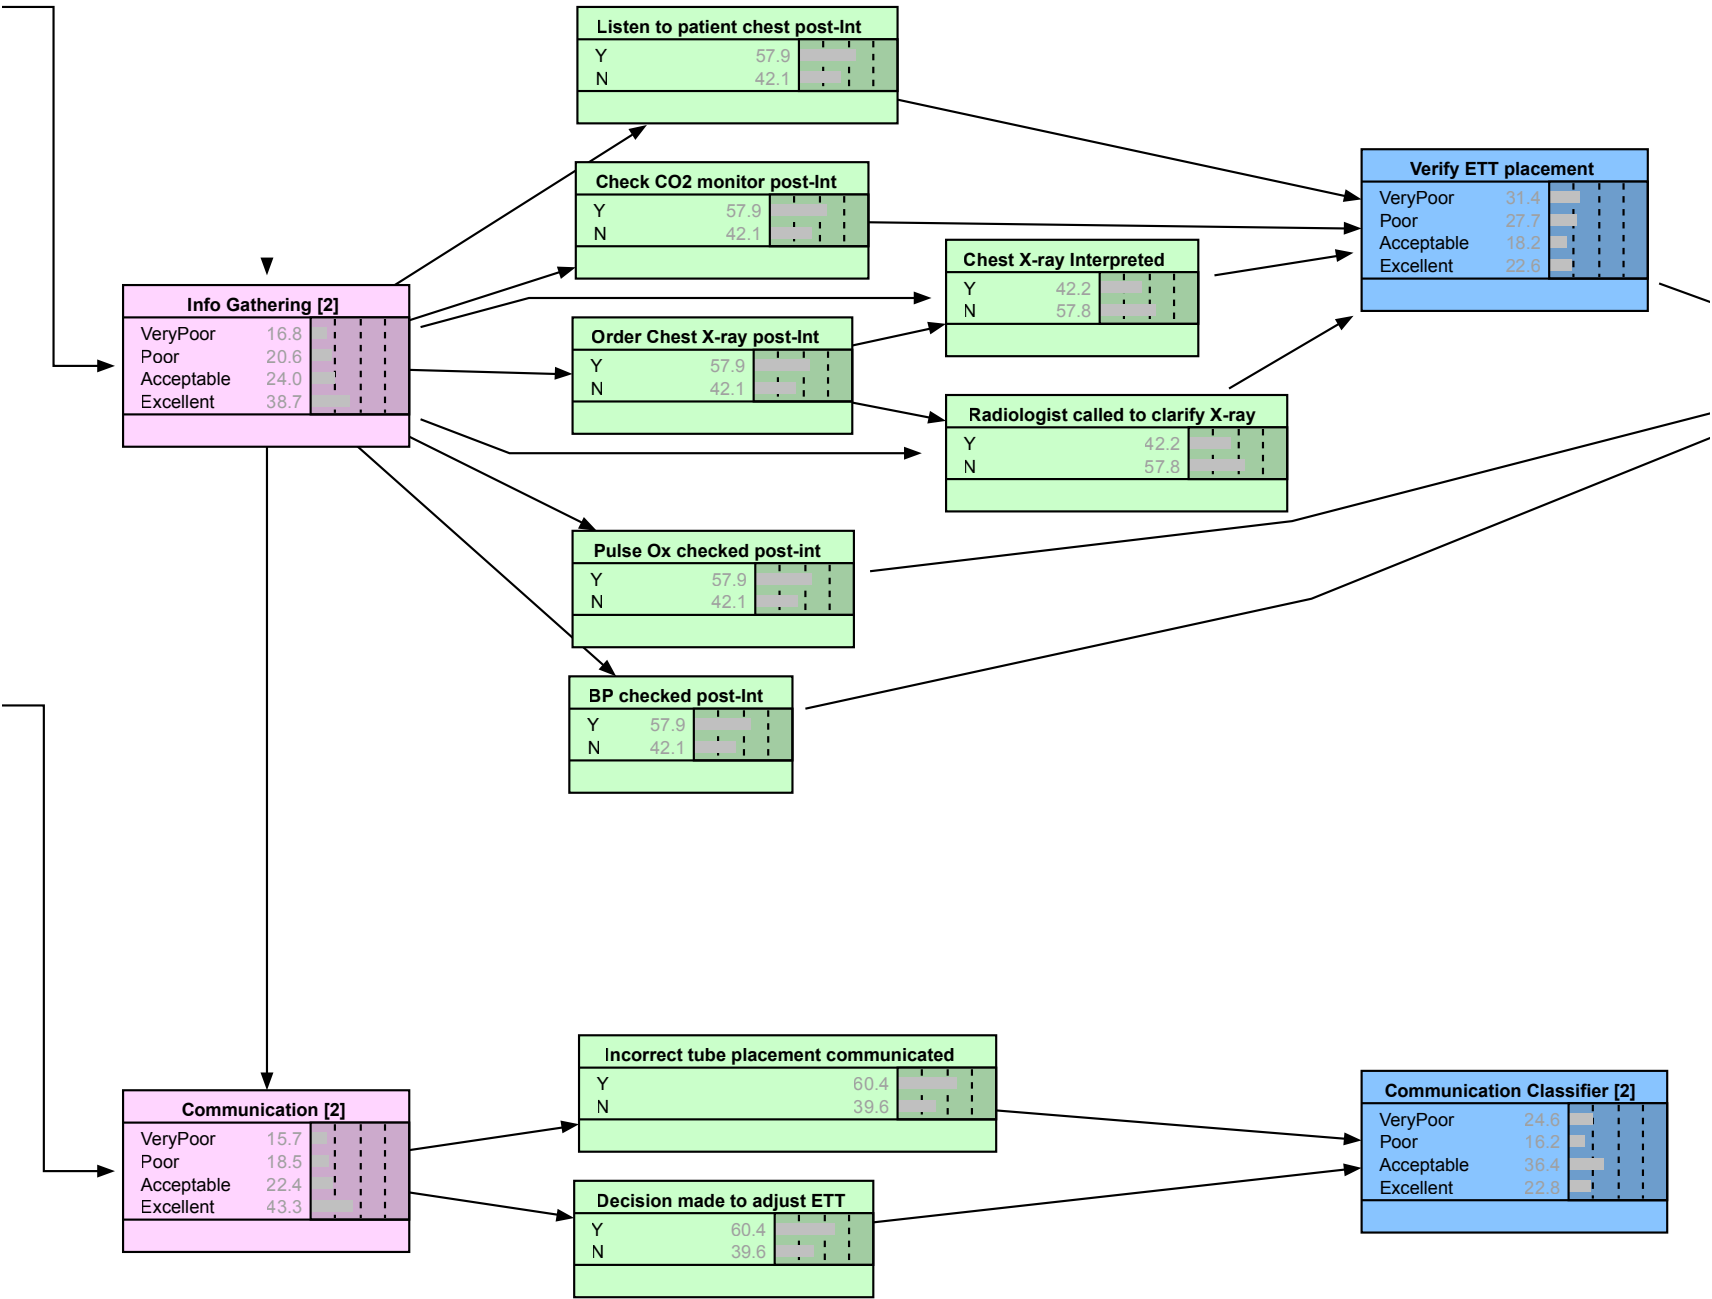 Listen to patient chest post-Int
Y 57.9
N 42.1
Check CO2 monitor post-Int
Y 57.9
N 42.1
Verify ETT placement
VeryPoor 31.4
Poor 27.7
Acceptable 18.2
Excellent 22.6
Chest X-ray Interpreted
Y 42.2
N 57.8
Info Gathering [2]
VeryPoor 16.8
Poor 20.6
Acceptable 24.0
Excellent 38.7
Order Chest X-ray post-Int
Y 57.9
N 42.1
Radiologist called to clarify X-ray
Y 42.2
N 57.8
Pulse Ox checked post-int
Y 57.9
N 42.1
BP checked post-Int
Y 57.9
N 42.1
Incorrect tube placement communicated
Y 60.4
N 39.6
Communication [2]
VeryPoor 15.7
Poor 18.5
Acceptable 22.4
Excellent 43.3
Communication Classifier [2]
VeryPoor 24.6
Poor 16.2
Acceptable 36.4
Excellent 22.8
Decision made to adjust ETT
Y 60.4
N 39.6